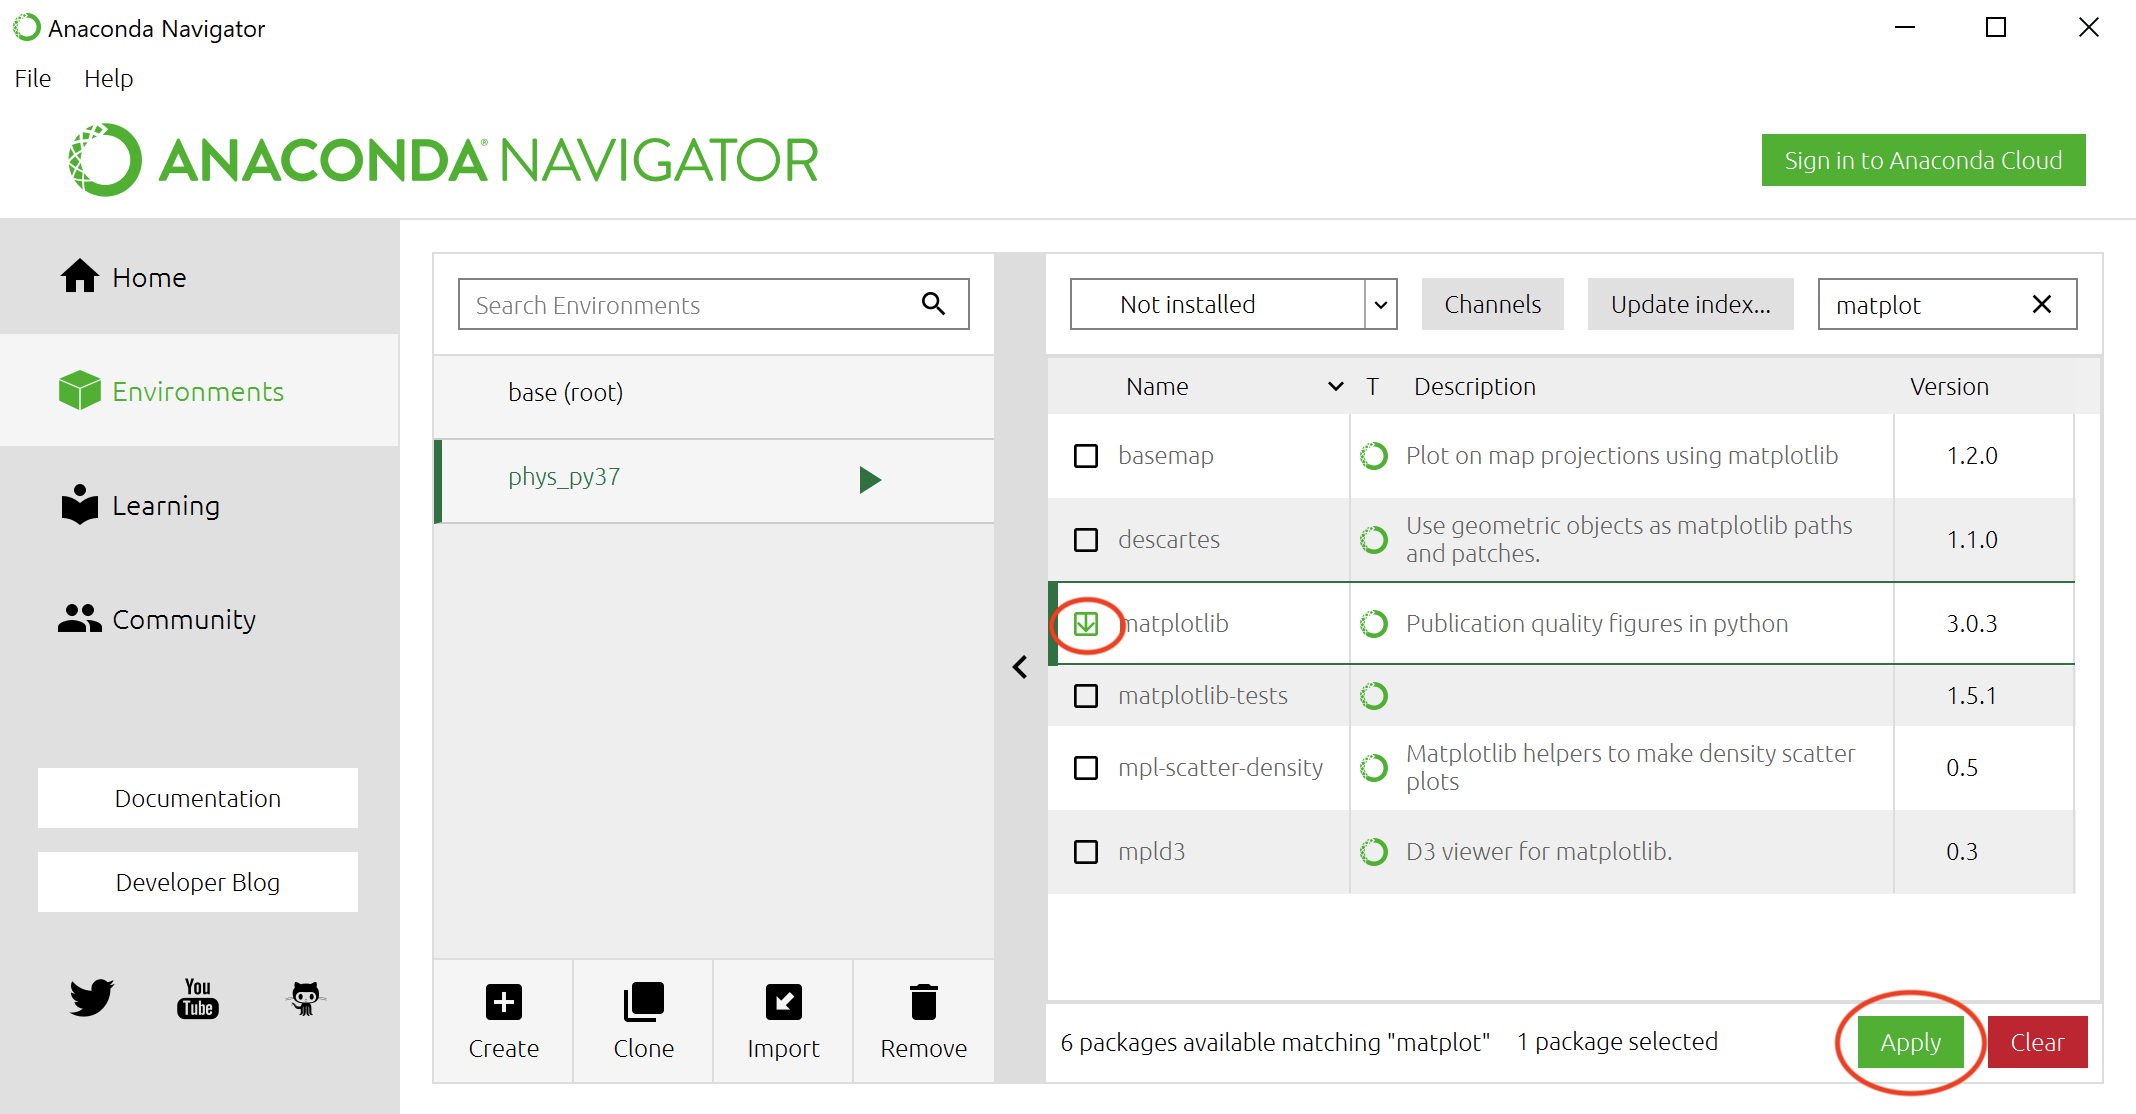 Anaconda Navigator
File Help
ANACONDA® NAVIGATOR
Sign in to Anaconda Cloud
Home
Environments
Learning
Community
Documentation
Developer Blog
You
Tube
Search Environments
base (root)
phys_py37
Create Clone Import Remove
Not installed Channels Update index... matplot
Name T Description Version
basemap Plot on map projections using matplotlib 1.2.0
descartes Use geometric objects as matplotlib paths
and patches. 1.1.0
matplotlib Publication quality figures in python 3.0.3
matplotlib-tests 1.5.1
mpl-scatter-density Matplotlib helpers to make density scatter
plots 0.5
mpld3 D3 viewer for matplotlib. 0.3
6 packages available matching "matplot" 1 package selected Apply Clear